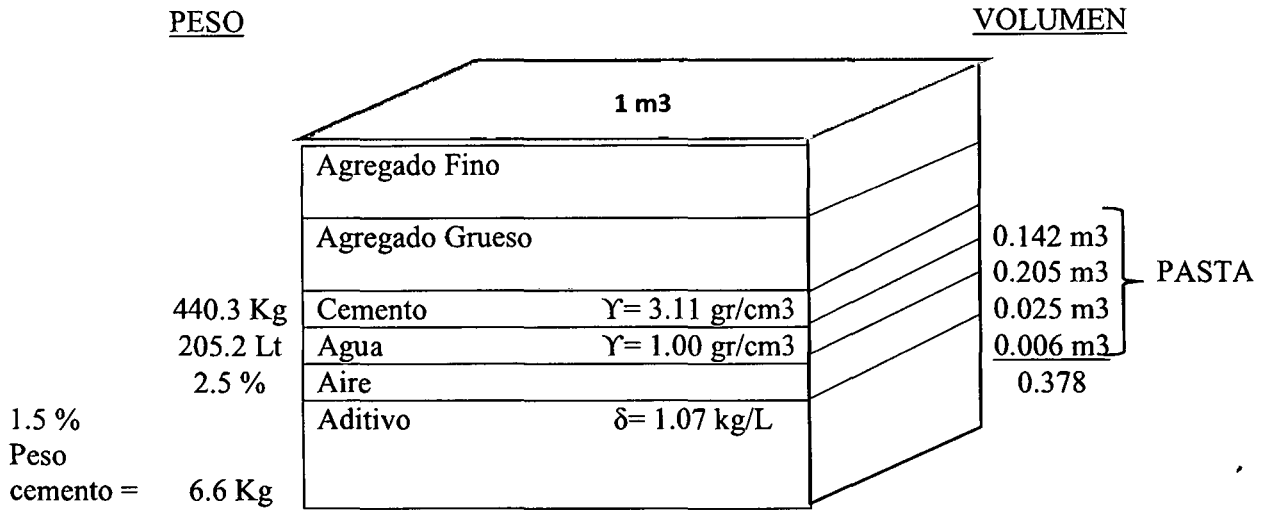 PESO VOLUMEN
1 m3
Agregado Fino
Agregado Grueso 0.142 m3
0.205 m3 PASTA
440.3 Kg Cemento ϒ= 3.11 gr/cm3 0.025 m3
205.2 Lt Agua ϒ= 1.00 gr/cm3 0.006 m3
2.5 % Aire 0.378
1.5 % Aditivo δ= 1.07 kg/L
Peso
cemento = 6.6 Kg